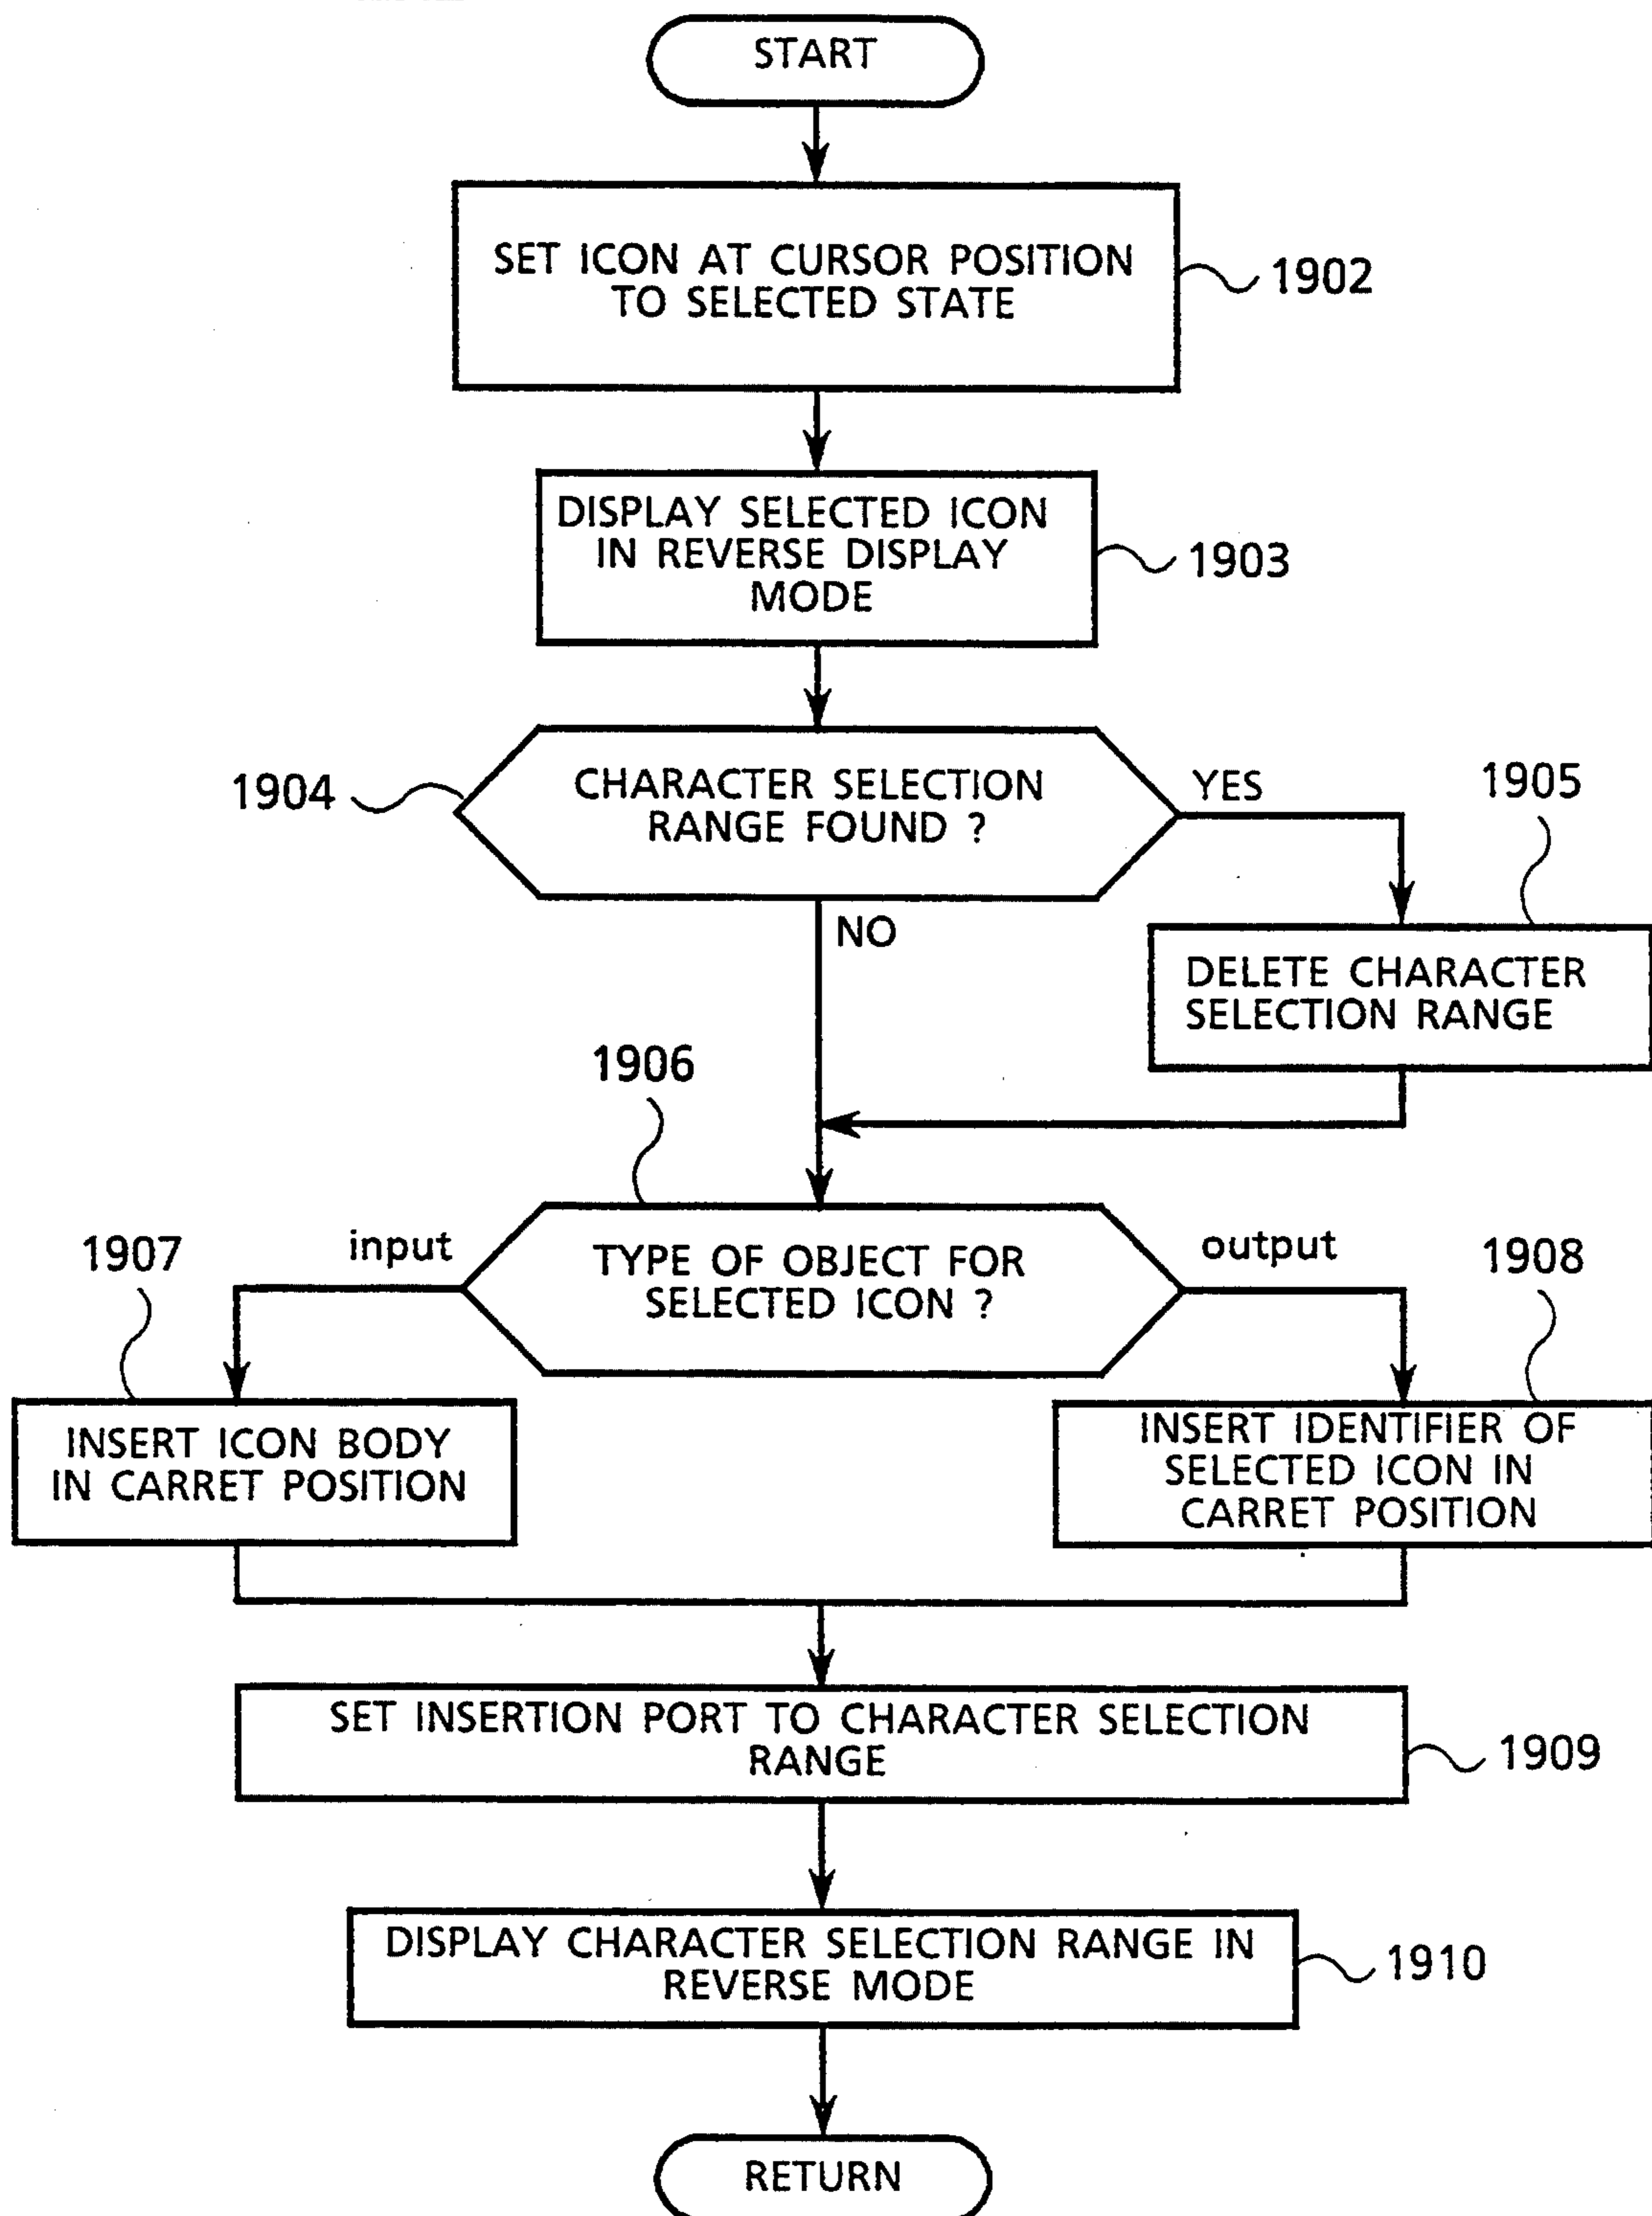 START
SET ICON AT CURSOR POSITION
TO SELECTED STATE
1902
DISPLAY SELECTED ICON
IN REVERSE DISPLAY
MODE
1903
1904
CHARACTER SELECTION
RANGE FOUND ?
YES
1905
NO
DELETE CHARACTER
SELECTION RANGE
1906
1907
input
TYPE OF OBJECT FOR
SELECTED ICON ?
output
1908
INSERT ICON BODY
IN CARRET POSITION
INSERT IDENTIFIER OF
SELECTED ICON IN
CARRET POSITION
SET INSERTION PORT TO CHARACTER SELECTION
RANGE
1909
DISPLAY CHARACTER SELECTION RANGE IN
REVERSE MODE
1910
RETURN